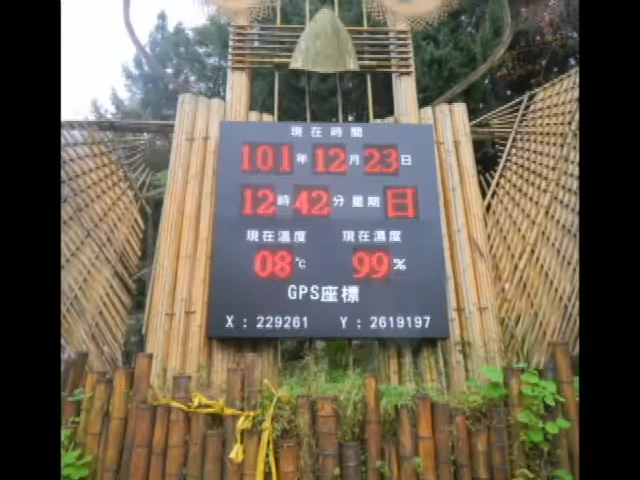 現在時間
101年12月23日
12時42分 星期日
現在溫度 現在濕度
08℃ 99%
GPS座標
X : 229261 Y : 2619197